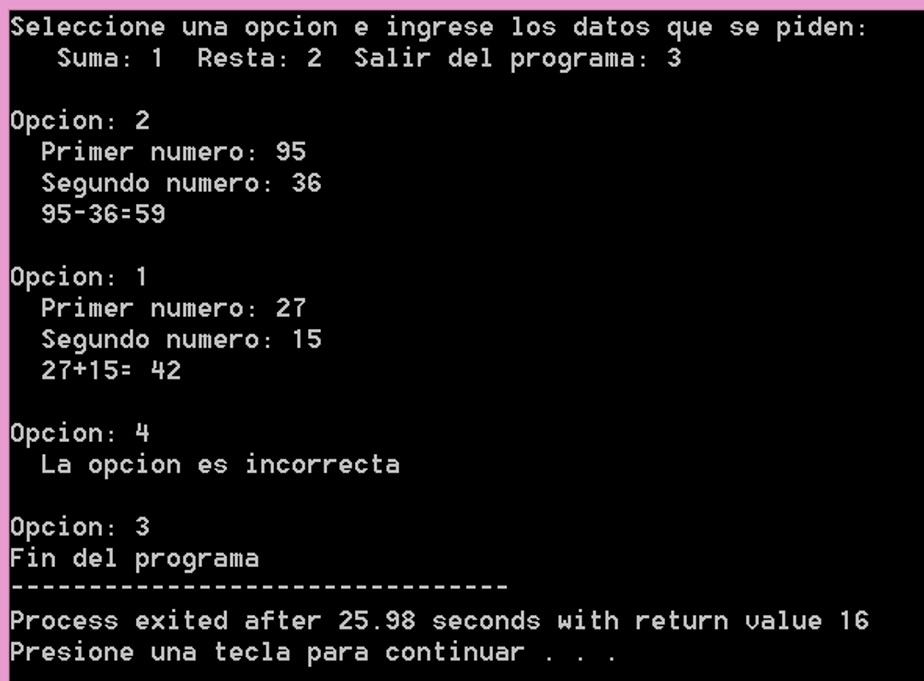 Seleccione una opcion e ingrese los datos que se piden:
Suma: 1 Resta: 2 Salir del programa: 3
Opcion: 2
Primer numero: 95
Segundo numero: 36
95-36=59
Opcion: 1
Primer numero: 27
Segundo numero: 15
27+15= 42
Opcion: 4
La opcion es incorrecta
Opcion: 3
Fin del programa
--------------------------------
Process exited after 25.98 seconds with return value 16
Presione una tecla para continuar . . .